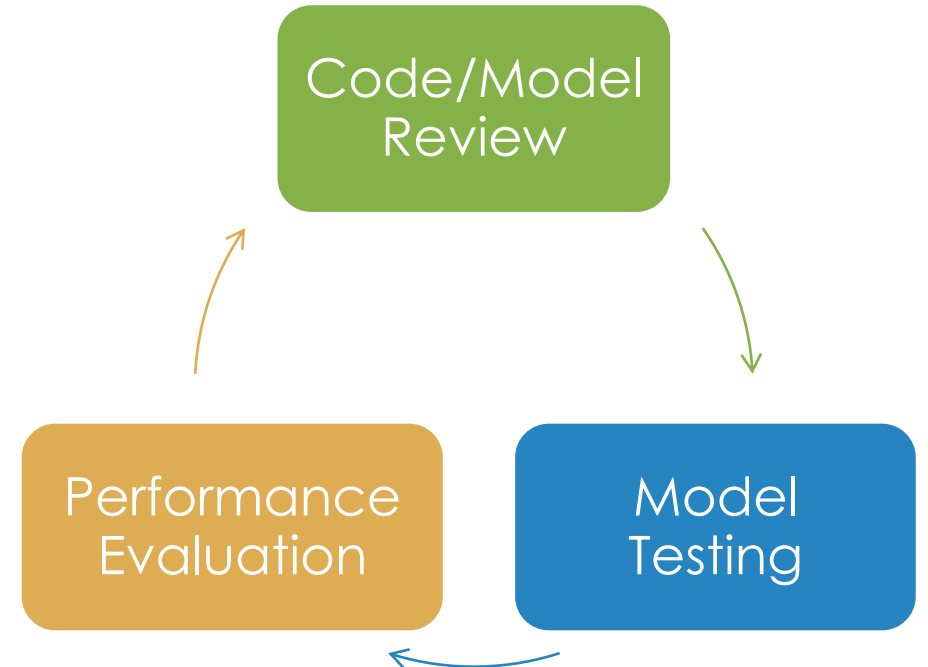 Code/Model
Review
Performance
Evaluation
Model
Testing